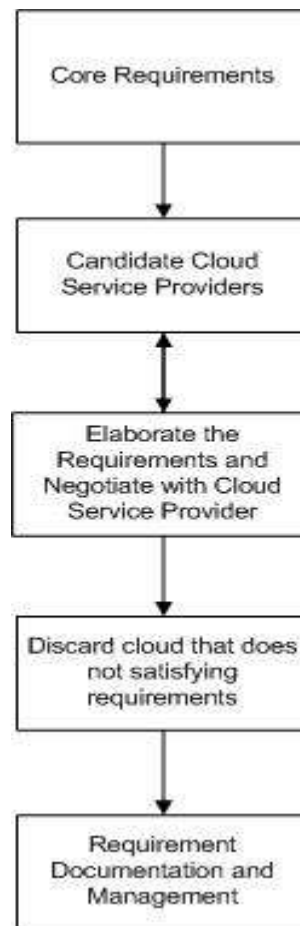 Core Requirements
Candidate Cloud
Service Providers
Elaborate the
Requirements and
Negotiate with Cloud
Service Provider
Discard cloud that does
not satisfying
requirements
Requirement
Documentation and
Management